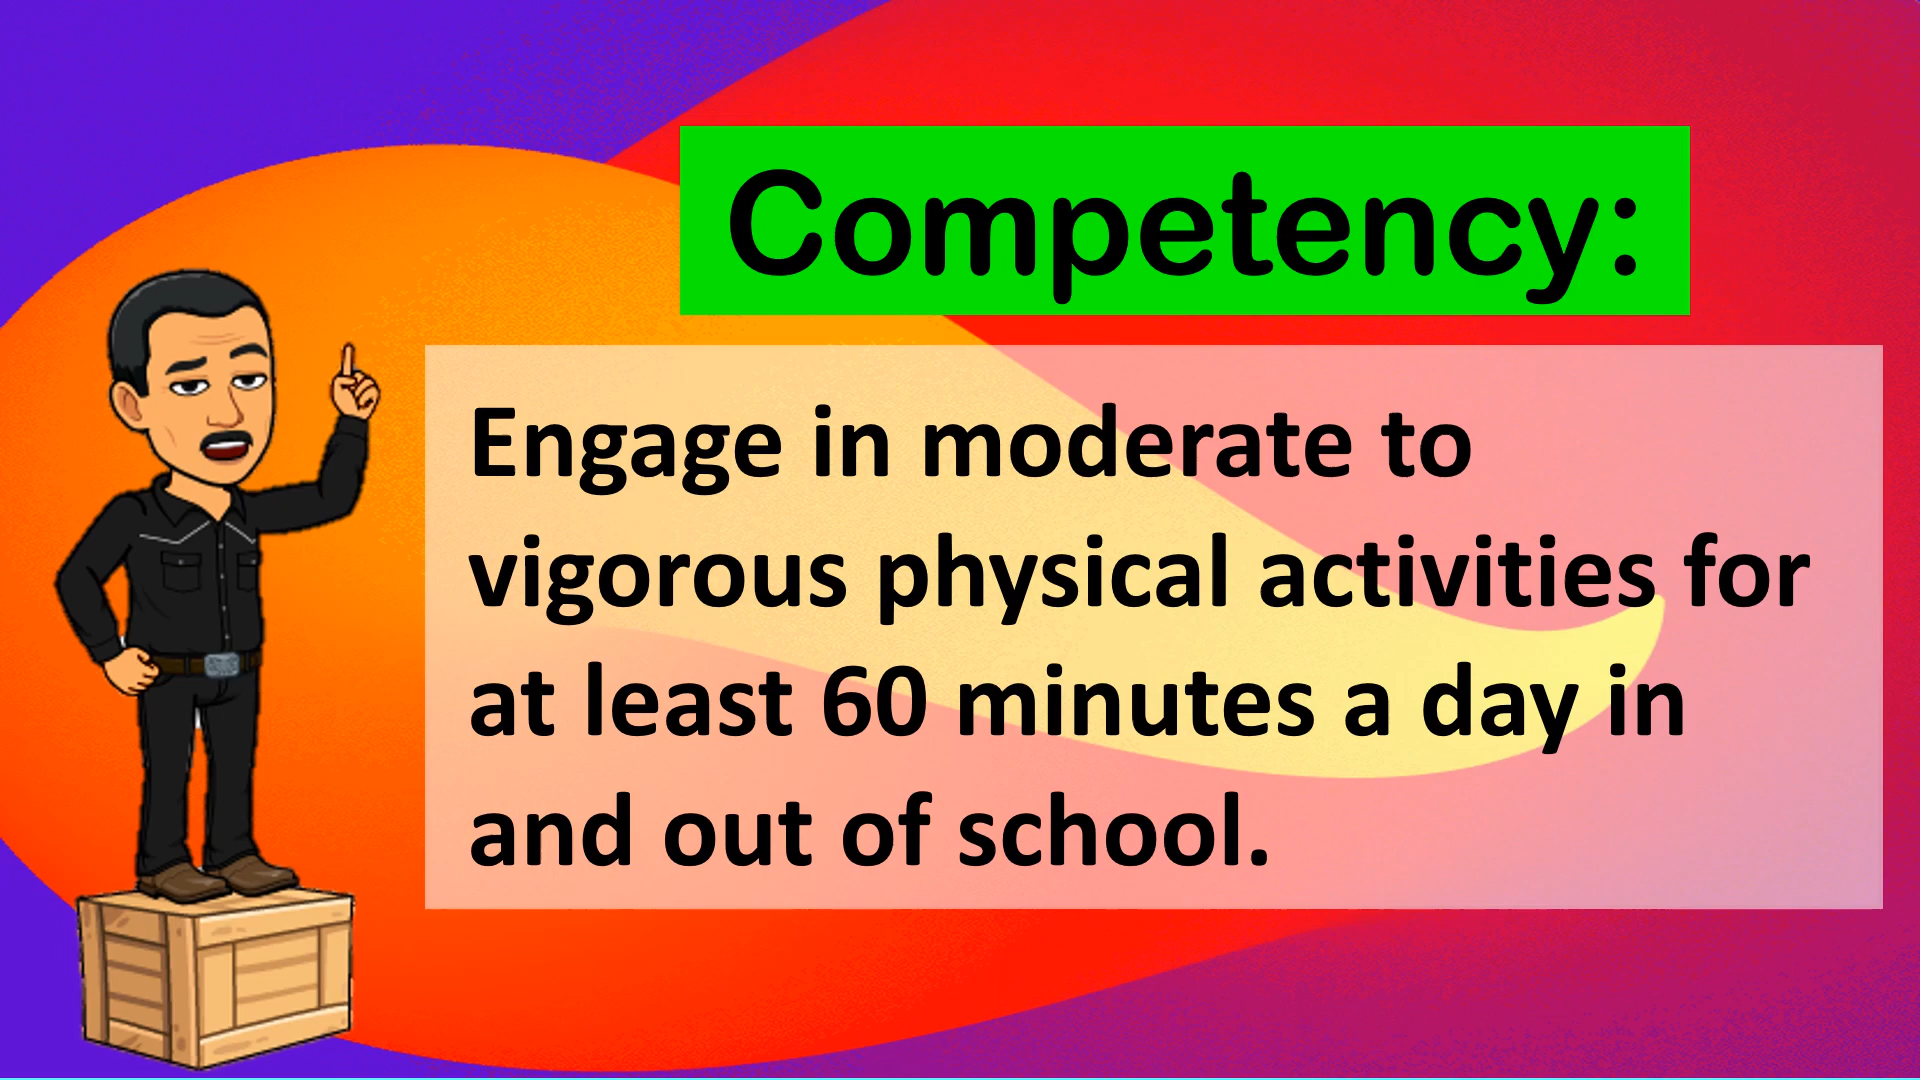 Competency:
Engage in moderate to
vigorous physical activities for
at least 60 minutes a day in
and out of school.